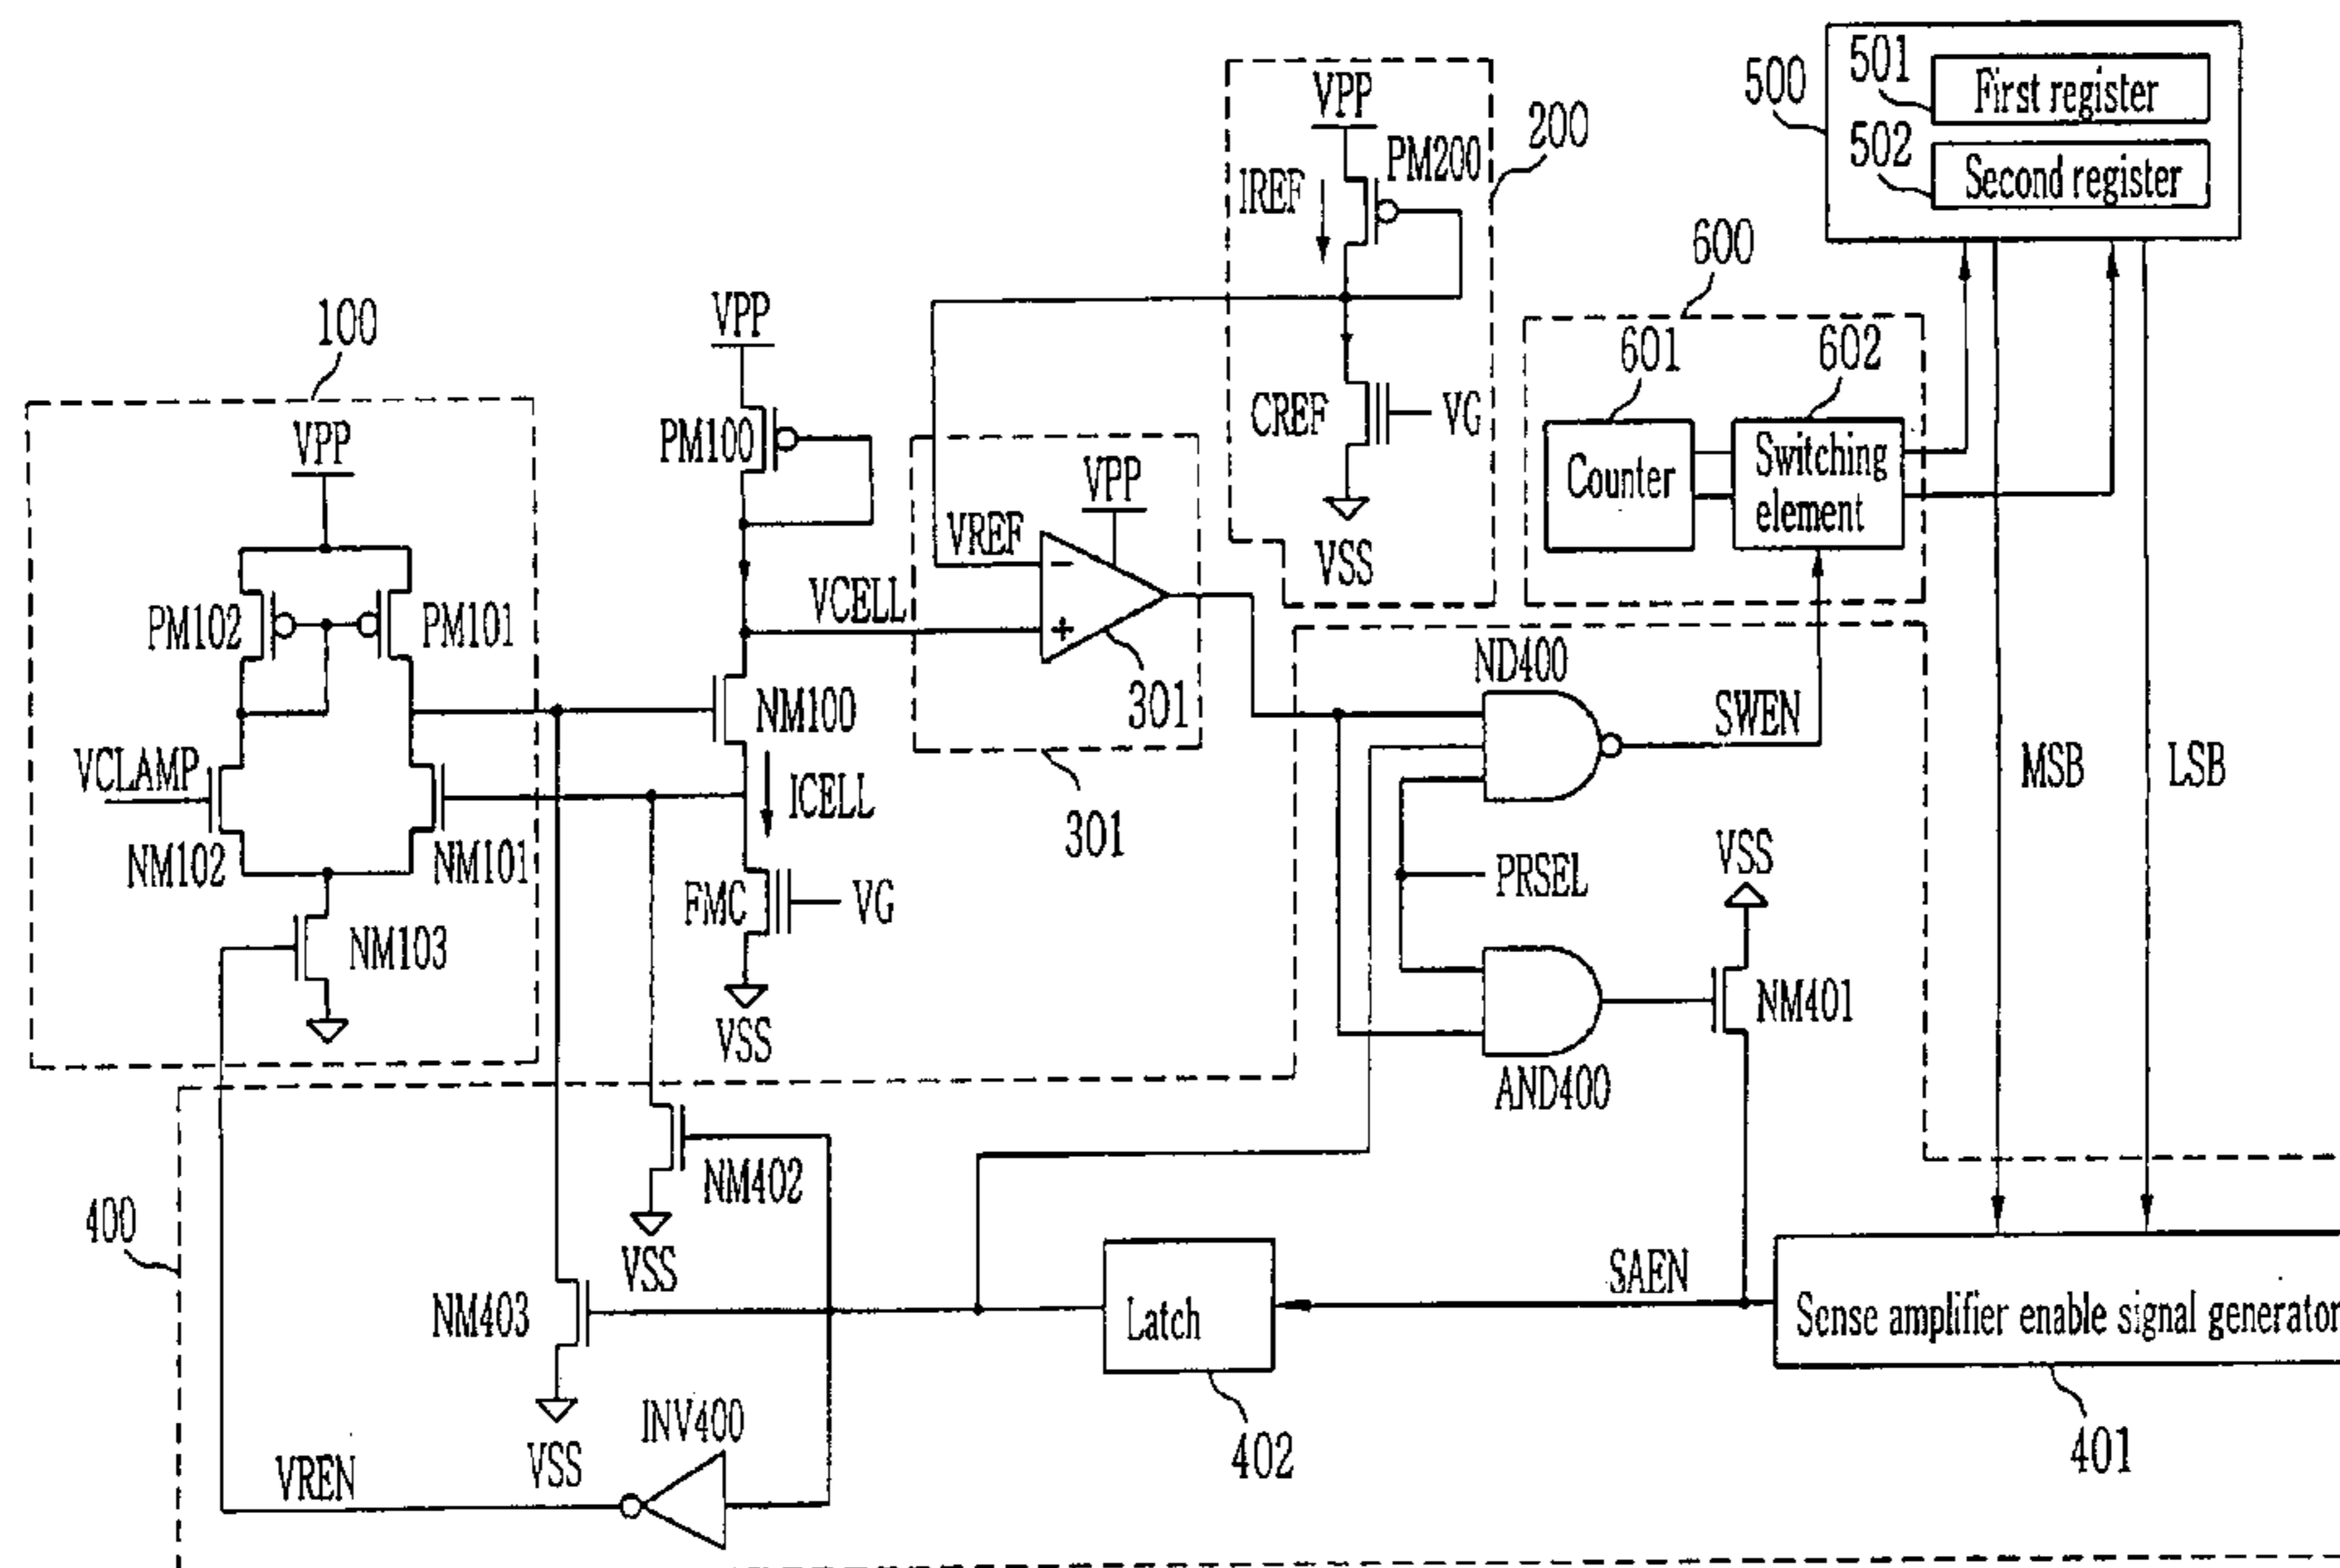 500
501
First register
502
Second register
200
VPP
PM200
IREF
CREF
VG
VSS
600
601
602
Counter
Switching
element
100
VPP
PM102
PM101
VCLAMP
NM102
NM101
NM103
VPP
PM100
VCELL
NM100
ICELL
FMC
VG
VSS
VREF
VPP
−
+
301
301
ND400
SWEN
PRSEL
AND400
VSS
NM401
MSB
LSB
400
NM402
VSS
NM403
VSS
INV400
VREN
Latch
402
SAEN
Sense amplifier enable signal generator
401